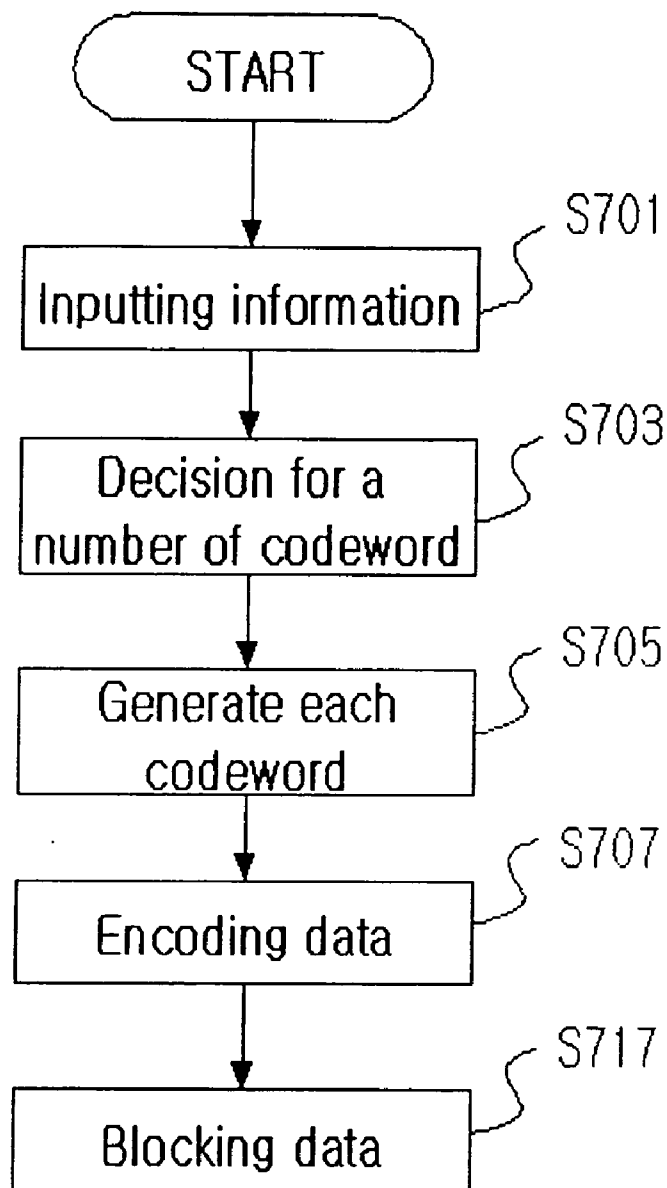 START
S701
Inputting information
S703
Decision for a
number of codeword
S705
Generate each
codeword
S707
Encoding data
S717
Blocking data